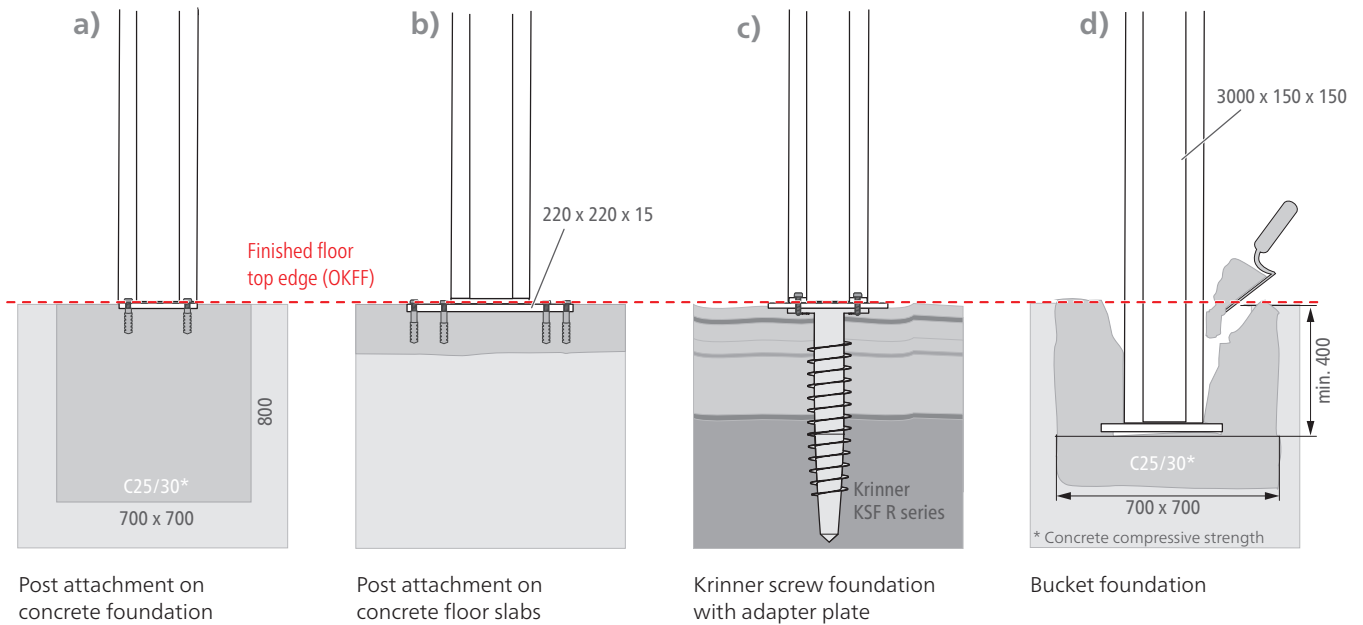 a)
b)
c)
d)
3000 x 150 x 150
220 x 220 x 15
Finished floor
top edge (OKFF)
800
min. 400
C25/30*
700 x 700
Krinner
KSF R series
C25/30*
700 x 700
* Concrete compressive strength
Post attachment on
concrete foundation
Post attachment on
concrete floor slabs
Krinner screw foundation
with adapter plate
Bucket foundation